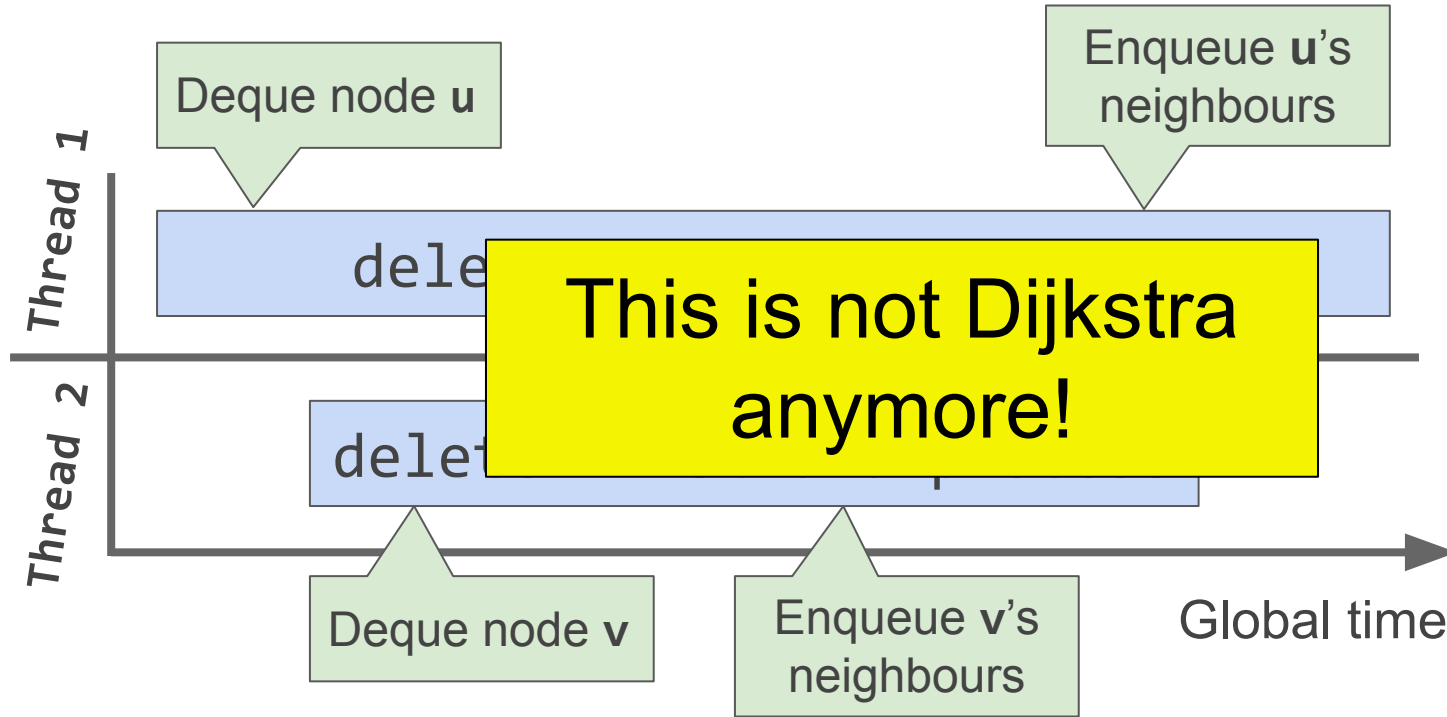 Deque node u
Enqueue u's
neighbours
Thread 1
dele
This is not Dijkstra
anymore!
Thread 2
dele
Deque node v
Enqueue v's
neighbours
Global time